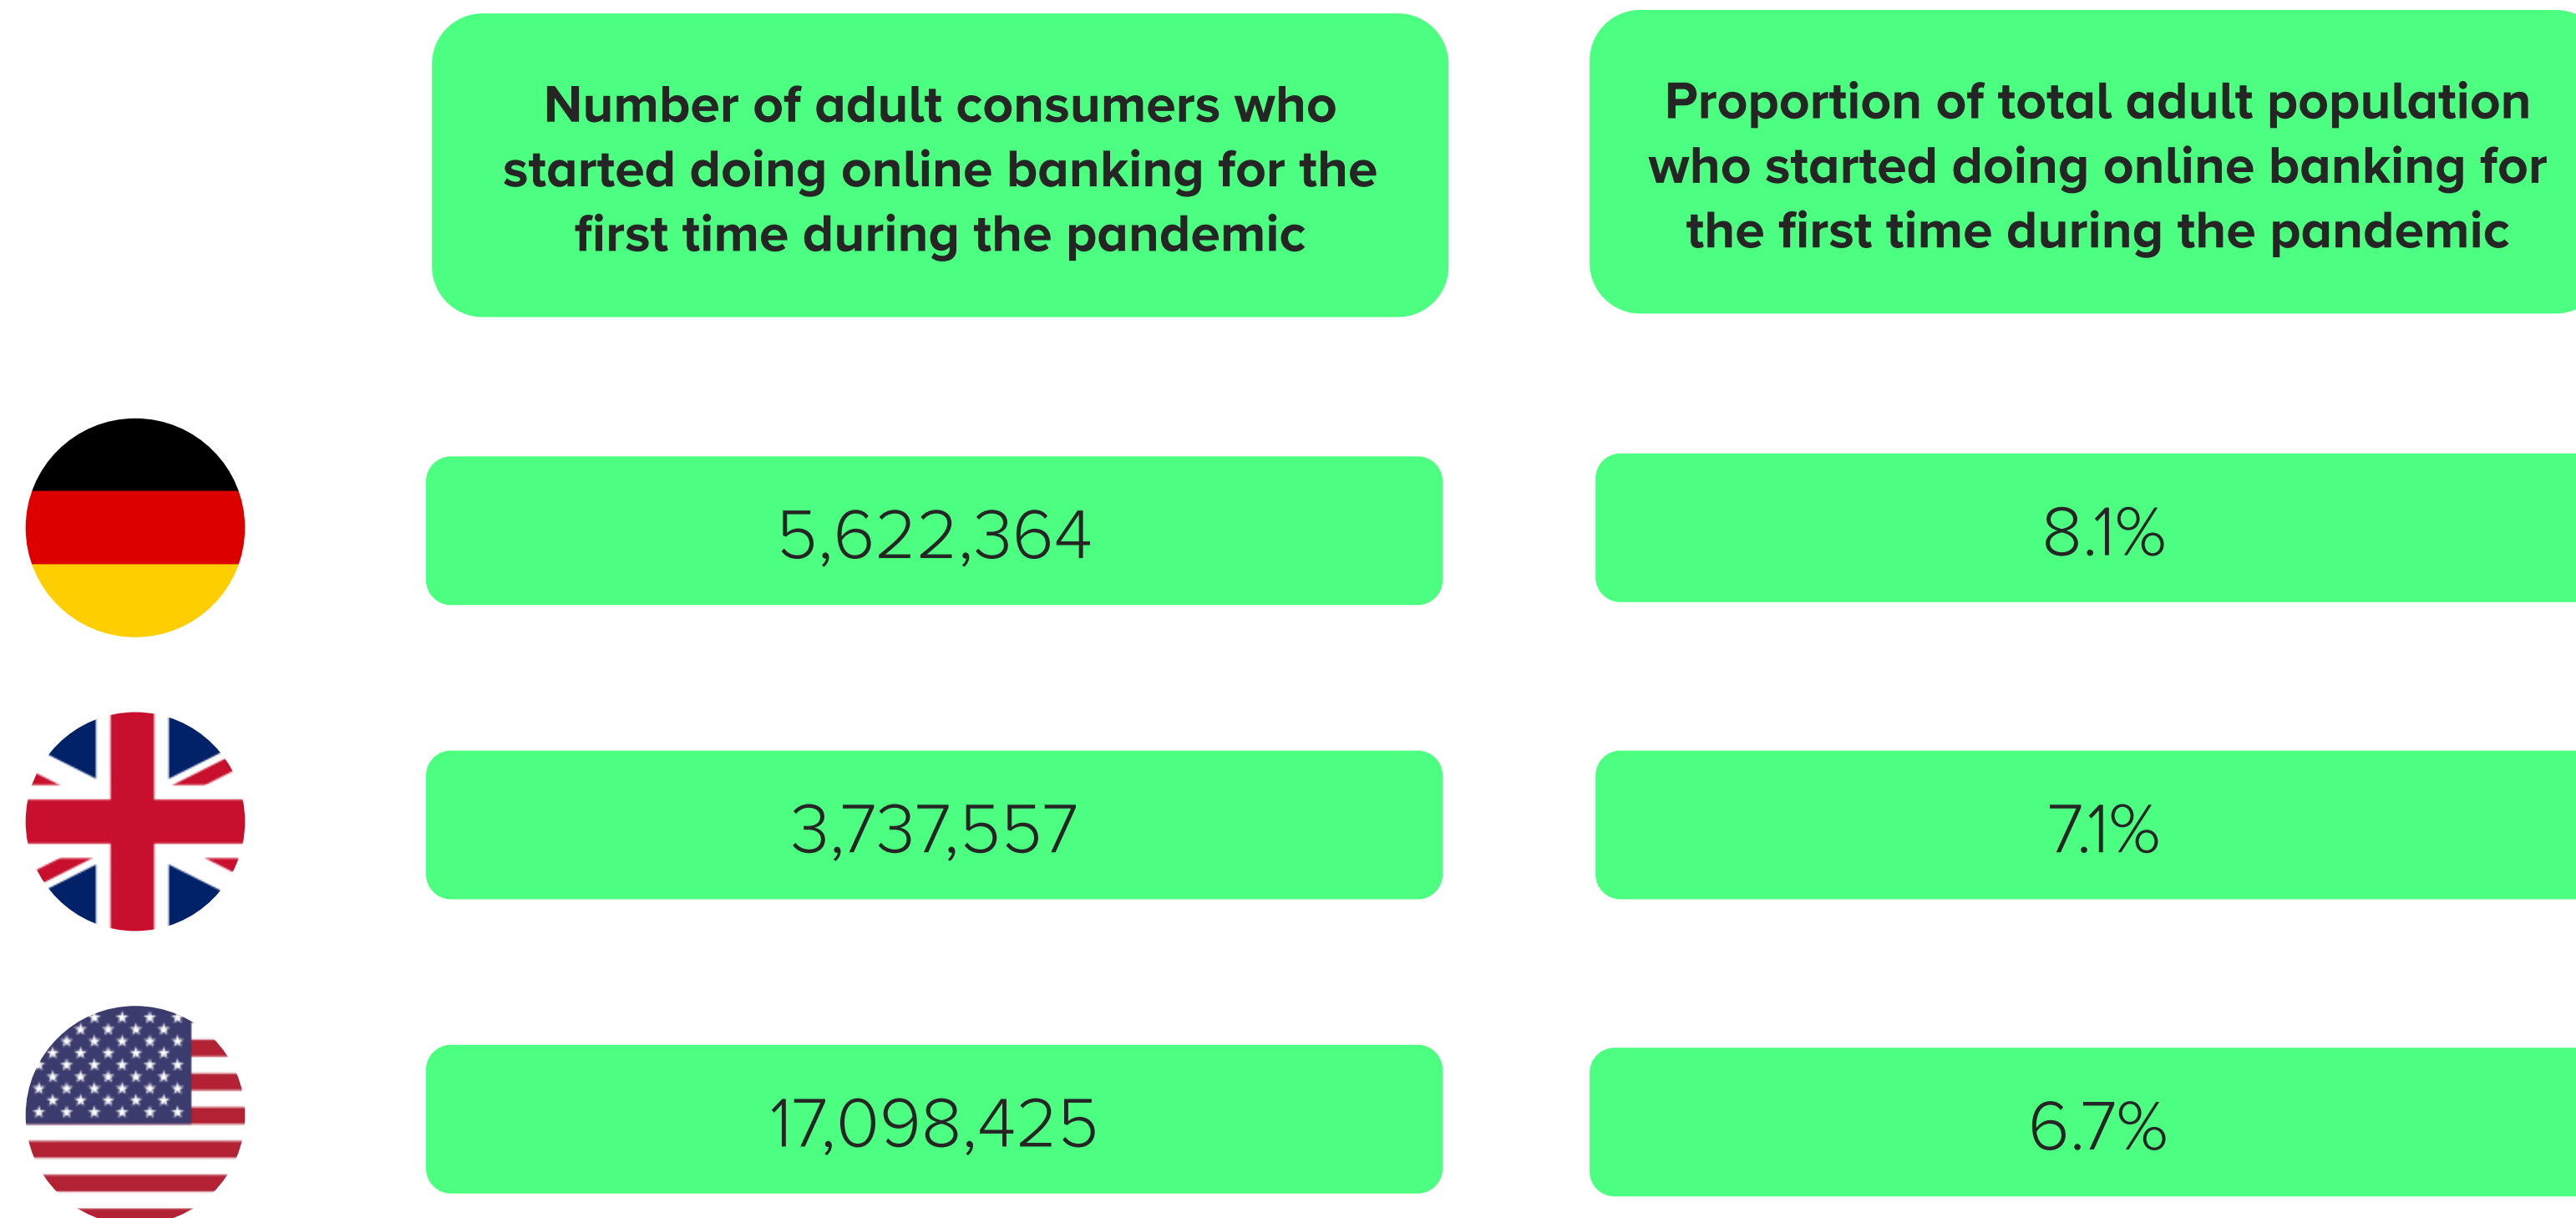 Number of adult consumers who
started doing online banking for the
first time during the pandemic
Proportion of total adult population
who started doing online banking for
the first time during the pandemic
5,622,364
8.1%
3,737,557
7.1%
17,098,425
6.7%